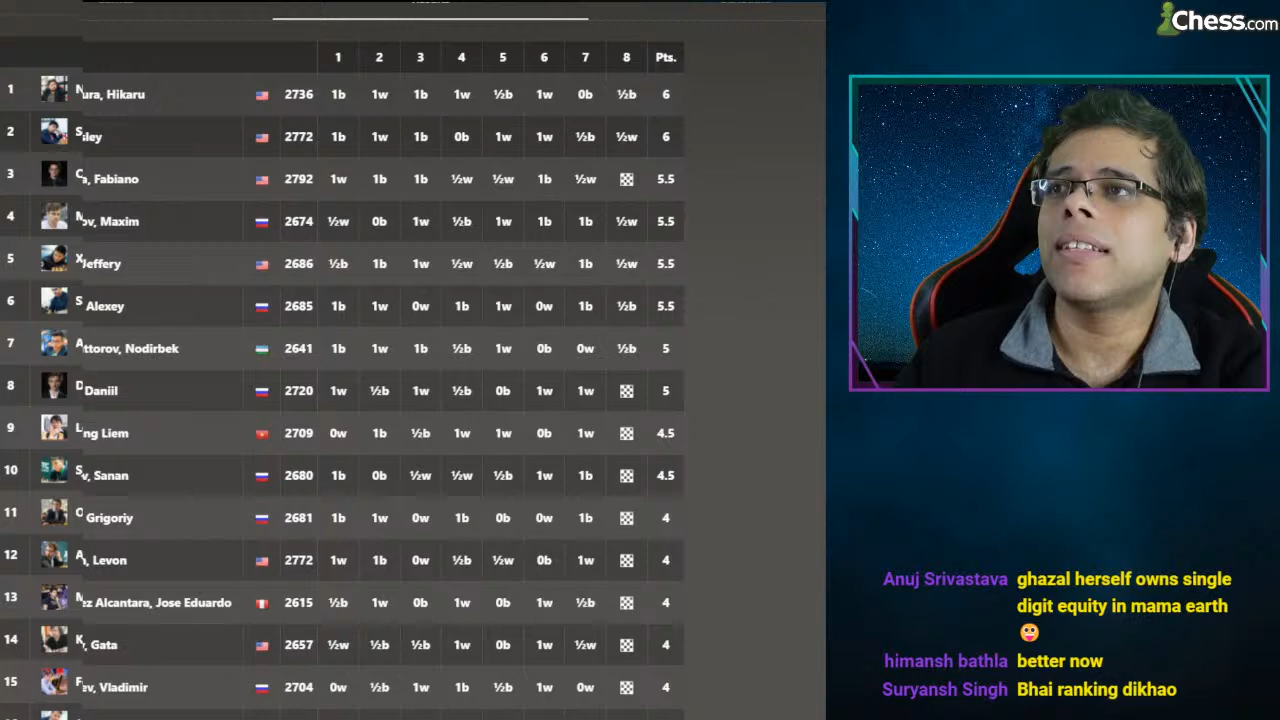 Chess.com
1 2 3 4 5 6 7 8 Pts.
1 N ura, Hikaru 2736 1b 1w 1b 1w ½b 1w 0b ½b 6
2 S sley 2772 1b 1w 1b 0b 1w 1w ½b ½w 6
3 C a, Fabiano 2792 1w 1b 1b ½w ½w 1b ½w 5.5
4 M ov, Maxim 2674 ½w 0b 1w ½b 1w 1b 1b ½w 5.5
5 X Jeffery 2686 ½b 1b 1w ½w ½b ½w 1b ½w 5.5
6 S Alexey 2685 1b 1w 0w 1b 1w 0w 1b ½b 5.5
7 A ttorov, Nodirbek 2641 1b 1w 1b ½b 1w 0b 0w ½b 5
8 D Daniil 2720 1w ½b 1w ½b 0b 1w 1w 5
9 L ng Liem 2709 0w 1b ½b 1w 1w 0b 1w 4.5
10 S v, Sanan 2680 1b 0b ½w ½w ½b 1w 1b 4.5
11 O Grigoriy 2681 1b 1w 0w 1b 0b 0w 1b 4
12 A n, Levon 2772 1w 1b 0w ½b ½w 0b 1w 4
13 M ez Alcantara, Jose Eduardo 2615 ½b 1w 0b 1w 0b 1w ½b 4
14 K , Gata 2657 ½w ½b ½b 1w 0b 1w ½w 4
15 F ev, Vladimir 2704 0w ½b 1w 1b ½b 1w 0w 4
Anuj Srivastava ghazal herself owns single
digit equity in mama earth
himansh bathla better now
Suryansh Singh Bhai ranking dikhao